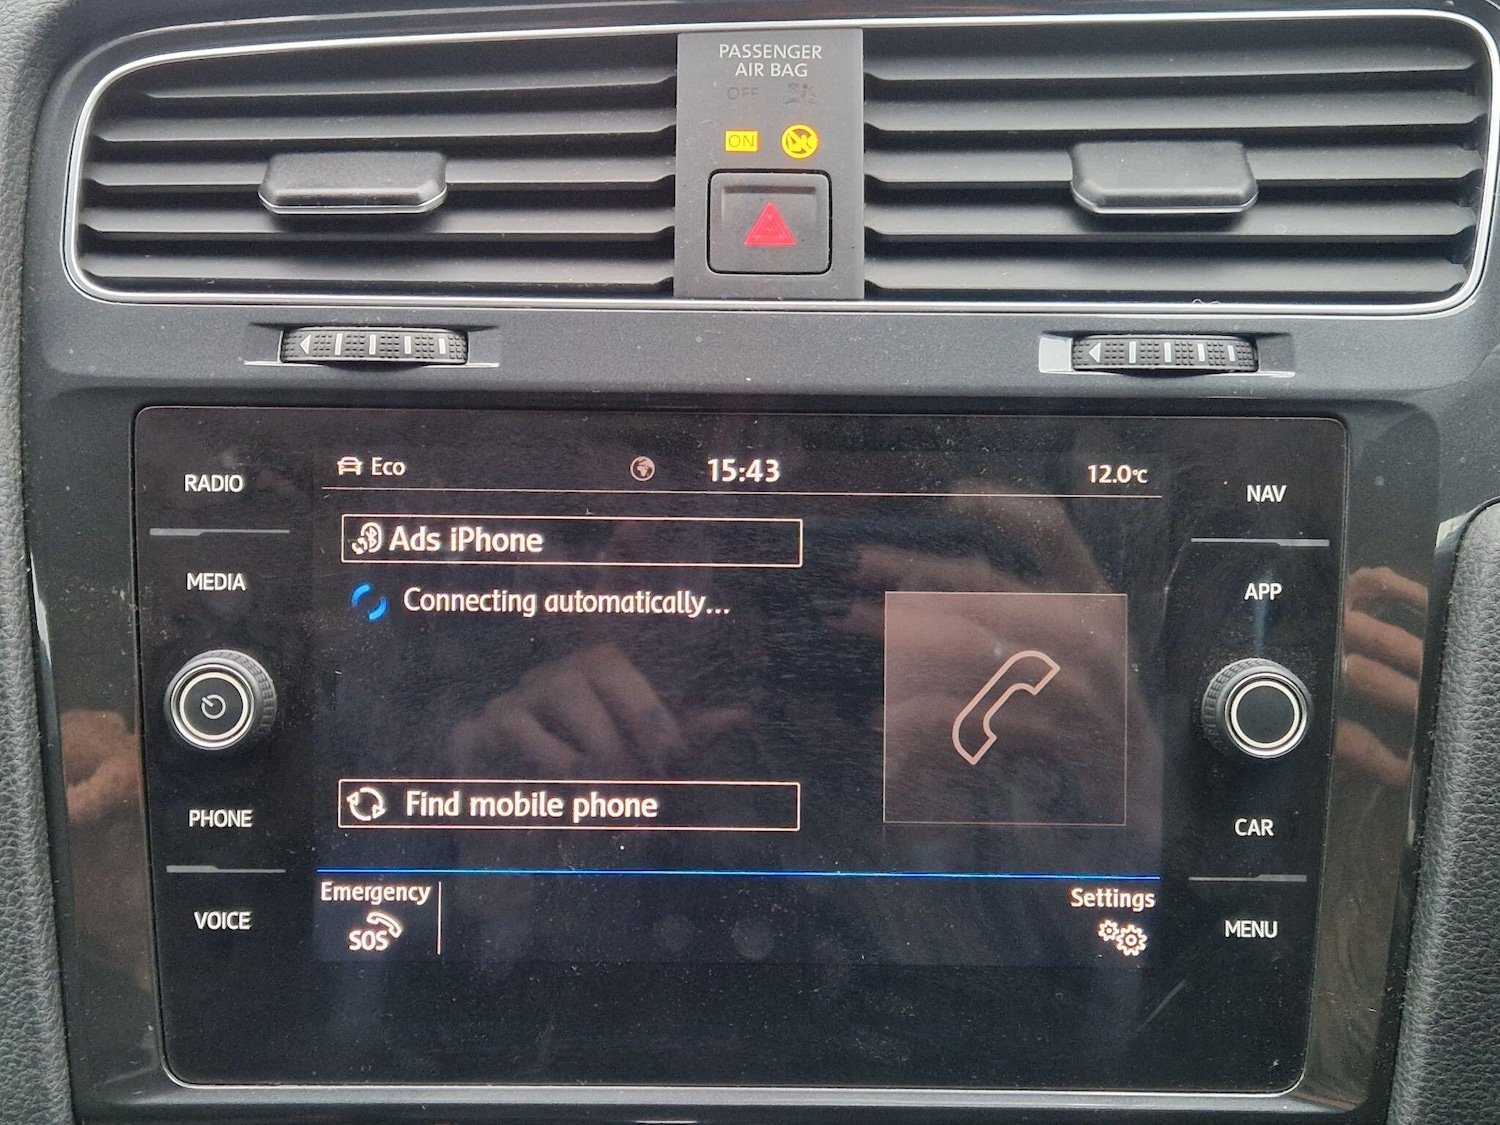 PASSENGER
AIR BAG
OFF
ON
RADIO
MEDIA
PHONE
VOICE
Eco
15:43
12.0°C
Ads iPhone
Connecting automatically...
Find mobile phone
Emergency
SOS
Settings
NAV
APP
CAR
MENU